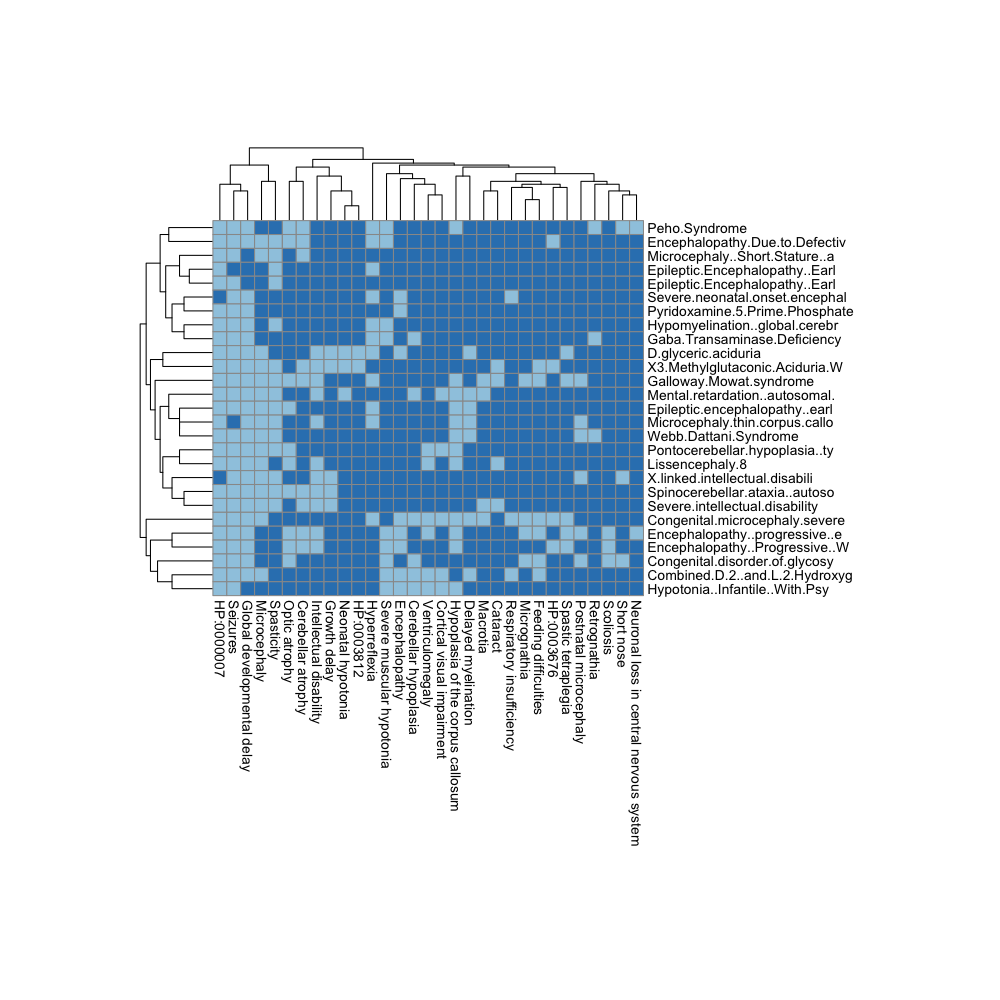 Peho.Syndrome
Encephalopathy.Due.to.Defectiv
Microcephaly..Short.Stature..a
Epileptic.Encephalopathy..Earl
Epileptic.Encephalopathy..Earl
Severe.neonatal.onset.encephal
Pyridoxamine.5.Prime.Phosphate
Hypomyelination..global.cerebr
Gaba.Transaminase.Deficiency
D.glyceric.aciduria
X3.Methylglutaconic.Aciduria.W
Galloway.Mowat.syndrome
Mental.retardation..autosomal.
Epileptic.encephalopathy..earl
Microcephaly.thin.corpus.callo
Webb.Dattani.Syndrome
Pontocerebellar.hypoplasia..ty
Lissencephaly.8
X.linked.intellectual.disabili
Spinocerebellar.ataxia..autoso
Severe.intellectual.disability
Congenital.microcephaly.severe
Encephalopathy..progressive..e
Encephalopathy..Progressive..W
Congenital.disorder.of.glycosy
Combined.D.2..and.L.2.Hydroxyg
Hypotonia..Infantile..With.Psy
HP:0000007
Seizures
Global developmental delay
Microcephaly
Spasticity
Optic atrophy
Cerebellar atrophy
Intellectual disability
Growth delay
Neonatal hypotonia
HP:0003812
Hyperreflexia
Severe muscular hypotonia
Encephalopathy
Cerebellar hypoplasia
Ventriculomegaly
Cortical visual impairment
Hypoplasia of the corpus callosum
Delayed myelination
Macrotia
Cataract
Respiratory insufficiency
Micrognathia
Feeding difficulties
HP:0003676
Spastic tetraplegia
Postnatal microcephaly
Retrognathia
Scoliosis
Short nose
Neuronal loss in central nervous system